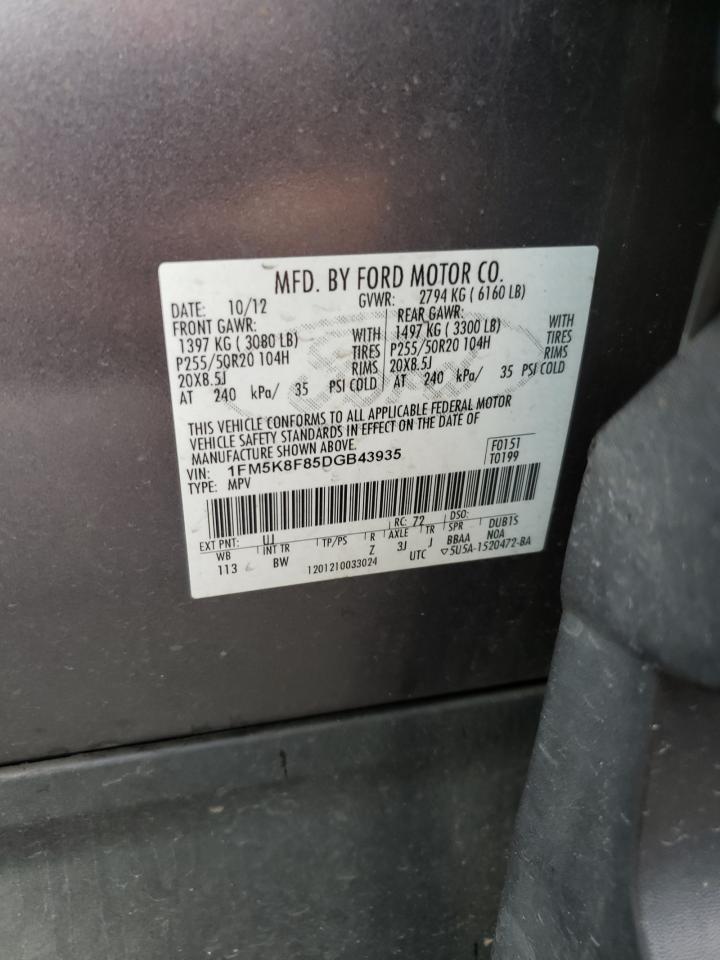 MFD. BY FORD MOTOR CO.
DATE: 10/12 GVWR: 2794 KG ( 6160 LB)
FRONT GAWR: REAR GAWR:
1397 KG ( 3080 LB) WITH 1497 KG ( 3300 LB) WITH
P255/50R20 104H TIRES P255/50R20 104H TIRES
20X8.5J RIMS 20X8.5J RIMS
AT 240 kPa/ 35 PSI COLD AT 240 kPa/ 35 PSI COLD
THIS VEHICLE CONFORMS TO ALL APPLICABLE FEDERAL MOTOR
VEHICLE SAFETY STANDARDS IN EFFECT ON THE DATE OF
MANUFACTURE SHOWN ABOVE.
VIN: 1FM5K8F85DGB43935 F0151
TYPE: MPV T0199
EXT PNT: UJ RC: 72 DSO:
WB INT TR TP/PS R AXLE TR SPR DUB1S
113 BW Z 3J J BBAA NOA
1201210033024 UTC ▽5U5A-1520472-BA